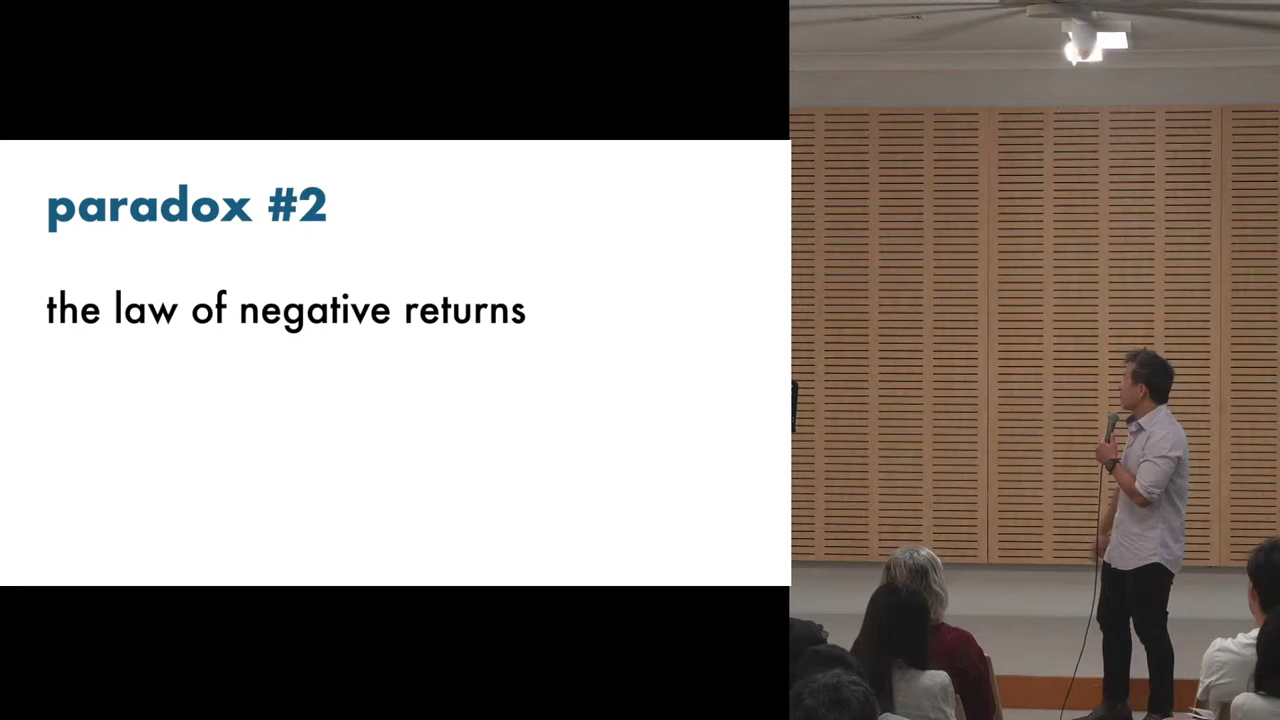 paradox #2
the law of negative returns